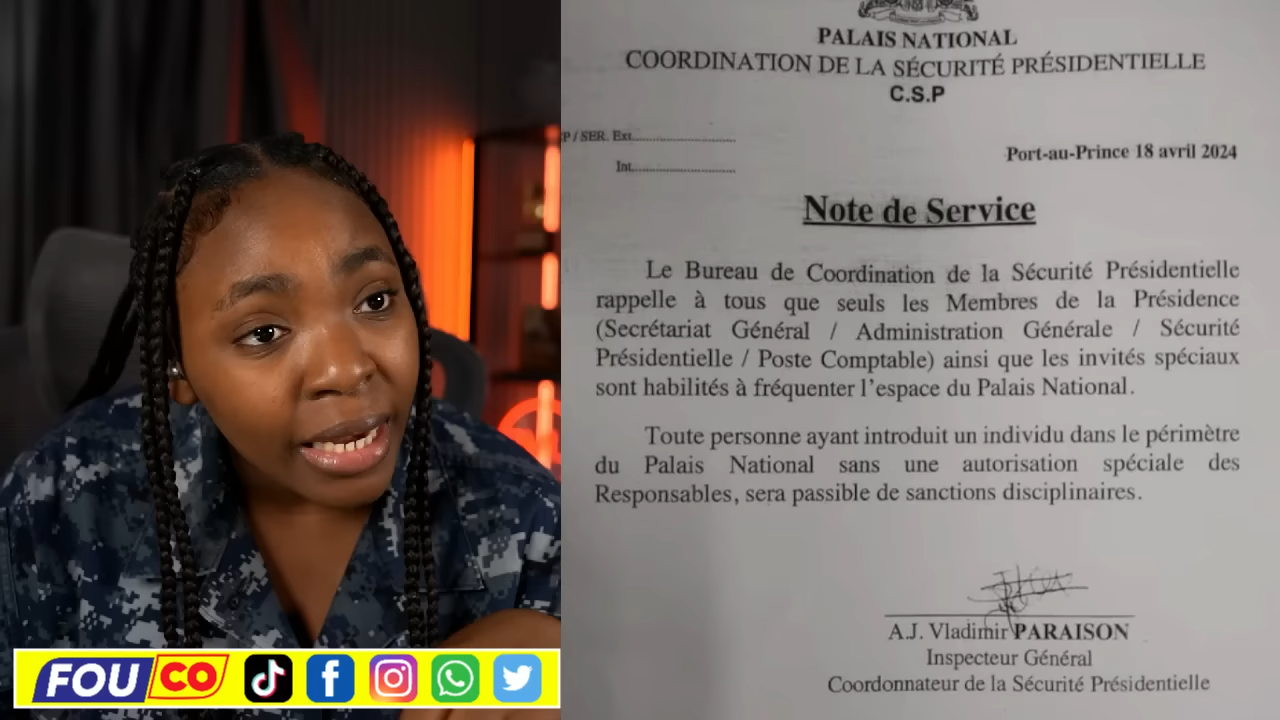 PALAIS NATIONAL
COORDINATION DE LA SÉCURITÉ PRÉSIDENTIELLE
C.S.P
P / SER. Ext
Int
Port-au-Prince 18 avril 2024
Note de Service
Le Bureau de Coordination de la Sécurité Présidentielle
rappelle à tous que seuls les Membres de la Présidence
(Secrétariat Général / Administration Générale / Sécurité
Présidentielle / Poste Comptable) ainsi que les invités spéciaux
sont habilités à fréquenter l'espace du Palais National.
Toute personne ayant introduit un individu dans le périmètre
du Palais National sans une autorisation spéciale des
Responsables, sera passible de sanctions disciplinaires.
A.J. Vladimir PARAISON
Inspecteur Général
Coordonnateur de la Sécurité Présidentielle
FOU CO